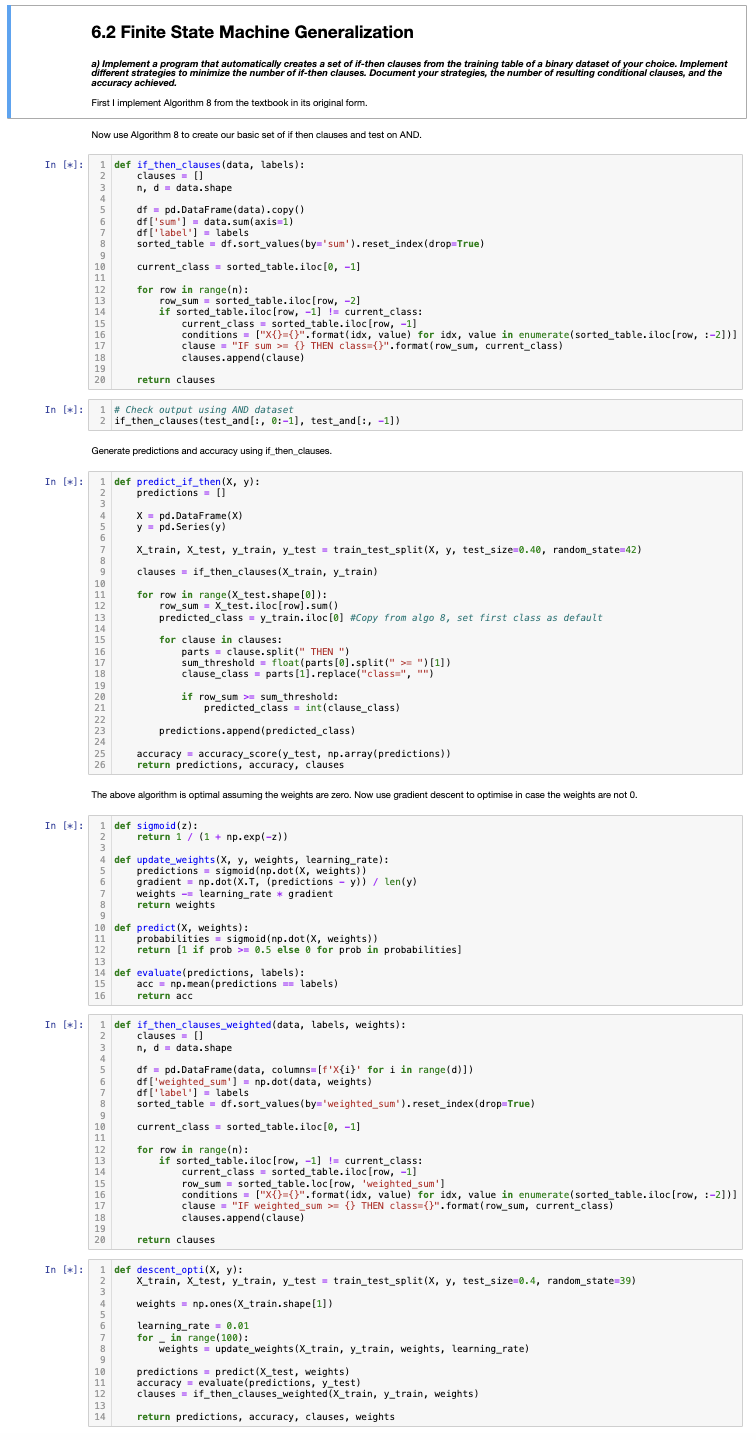 6.2 Finite State Machine Generalization
a) Implement a program that automatically creates a set of if-then clauses from the training table of a binary dataset of your choice. Implement
different strategies to minimize the number of if-then clauses. Document your strategies, the number of resulting conditional clauses, and the
accuracy achieved.
First I implement Algorithm 8 from the textbook in its original form.
Now use Algorithm 8 to create our basic set of if then clauses and test on AND.
In [*]:
1 def if_then_clauses(data, labels):
2     clauses = []
3     n, d = data.shape
4
5     df = pd.DataFrame(data).copy()
6     df['sum'] = data.sum(axis=1)
7     df['label'] = labels
8     sorted_table = df.sort_values(by='sum').reset_index(drop=True)
9
10     current_class = sorted_table.iloc[0, -1]
11
12     for row in range(n):
13         row_sum = sorted_table.iloc[row, -2]
14         if sorted_table.iloc[row, -1] != current_class:
15             current_class = sorted_table.iloc[row, -1]
16             conditions = ["X{}={}".format(idx, value) for idx, value in enumerate(sorted_table.iloc[row, :-2])]
17             clause = "IF sum >= {} THEN class={}".format(row_sum, current_class)
18             clauses.append(clause)
19
20     return clauses
In [*]:
1 # Check output using AND dataset
2 if_then_clauses(test_and[:, 0:-1], test_and[:, -1])
Generate predictions and accuracy using if_then_clauses.
In [*]:
1 def predict_if_then(X, y):
2     predictions = []
3
4     X = pd.DataFrame(X)
5     y = pd.Series(y)
6
7     X_train, X_test, y_train, y_test = train_test_split(X, y, test_size=0.40, random_state=42)
8
9     clauses = if_then_clauses(X_train, y_train)
10
11     for row in range(X_test.shape[0]):
12         row_sum = X_test.iloc[row].sum()
13         predicted_class = y_train.iloc[0] #Copy from algo 8, set first class as default
14
15         for clause in clauses:
16             parts = clause.split(" THEN ")
17             sum_threshold = float(parts[0].split(" >= ")[1])
18             clause_class = parts[1].replace("class=", "")
19
20             if row_sum >= sum_threshold:
21                 predicted_class = int(clause_class)
22
23         predictions.append(predicted_class)
24
25     accuracy = accuracy_score(y_test, np.array(predictions))
26     return predictions, accuracy, clauses
The above algorithm is optimal assuming the weights are zero. Now use gradient descent to optimise in case the weights are not 0.
In [*]:
1 def sigmoid(z):
2     return 1 / (1 + np.exp(-z))
3
4 def update_weights(X, y, weights, learning_rate):
5     predictions = sigmoid(np.dot(X, weights))
6     gradient = np.dot(X.T, (predictions - y)) / len(y)
7     weights -= learning_rate * gradient
8     return weights
9
10 def predict(X, weights):
11     probabilities = sigmoid(np.dot(X, weights))
12     return [1 if prob >= 0.5 else 0 for prob in probabilities]
13
14 def evaluate(predictions, labels):
15     acc = np.mean(predictions == labels)
16     return acc
In [*]:
1 def if_then_clauses_weighted(data, labels, weights):
2     clauses = []
3     n, d = data.shape
4
5     df = pd.DataFrame(data, columns=[f'X{i}' for i in range(d)])
6     df['weighted_sum'] = np.dot(data, weights)
7     df['label'] = labels
8     sorted_table = df.sort_values(by='weighted_sum').reset_index(drop=True)
9
10     current_class = sorted_table.iloc[0, -1]
11
12     for row in range(n):
13         if sorted_table.iloc[row, -1] != current_class:
14             current_class = sorted_table.iloc[row, -1]
15             row_sum = sorted_table.loc[row, 'weighted_sum']
16             conditions = ["X{}={}".format(idx, value) for idx, value in enumerate(sorted_table.iloc[row, :-2])]
17             clause = "IF weighted_sum >= {} THEN class={}".format(row_sum, current_class)
18             clauses.append(clause)
19
20     return clauses
In [*]:
1 def descent_opti(X, y):
2     X_train, X_test, y_train, y_test = train_test_split(X, y, test_size=0.4, random_state=39)
3
4     weights = np.ones(X_train.shape[1])
5
6     learning_rate = 0.01
7     for _ in range(100):
8         weights = update_weights(X_train, y_train, weights, learning_rate)
9
10     predictions = predict(X_test, weights)
11     accuracy = evaluate(predictions, y_test)
12     clauses = if_then_clauses_weighted(X_train, y_train, weights)
13
14     return predictions, accuracy, clauses, weights